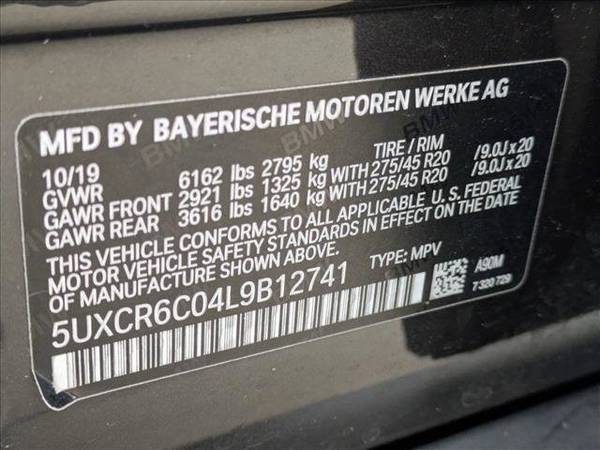 MFD BY BAYERISCHE MOTOREN WERKE AG
10/19 TIRE / RIM
GVWR 6162 lbs 2795 kg
GAWR FRONT 2921 lbs 1325 kg WITH 275/45 R20 /9.0J x 20
GAWR REAR 3616 lbs 1640 kg WITH 275/45 R20 /9.0J x 20
THIS VEHICLE CONFORMS TO ALL APPLICABLE U.S. FEDERAL
MOTOR VEHICLE SAFETY STANDARDS IN EFFECT ON THE DATE
OF MANUFACTURE SHOWN ABOVE.
5UXCR6C04L9B12741 TYPE: MPV
A90M
7 320 729